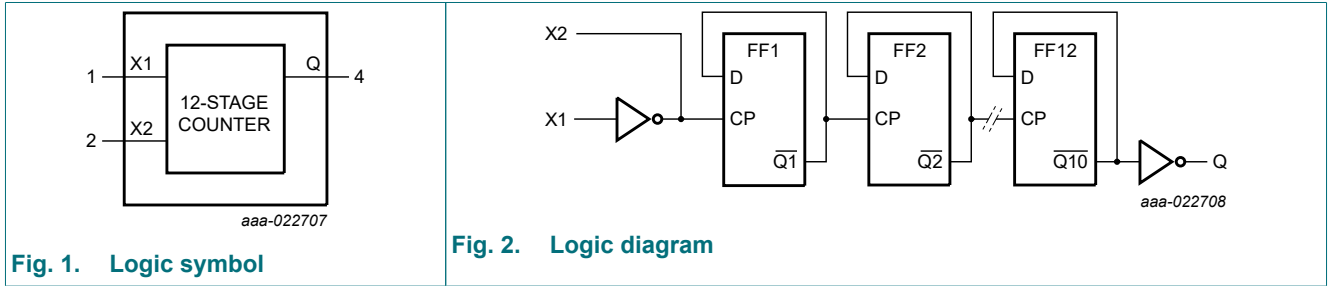 1
X1
2
X2
12-STAGE
COUNTER
Q
4
aaa-022707
Fig. 1. Logic symbol
X2
X1
FF1
D
CP
Q1
FF2
D
CP
Q2
FF12
D
CP
Q10
Q
aaa-022708
Fig. 2. Logic diagram